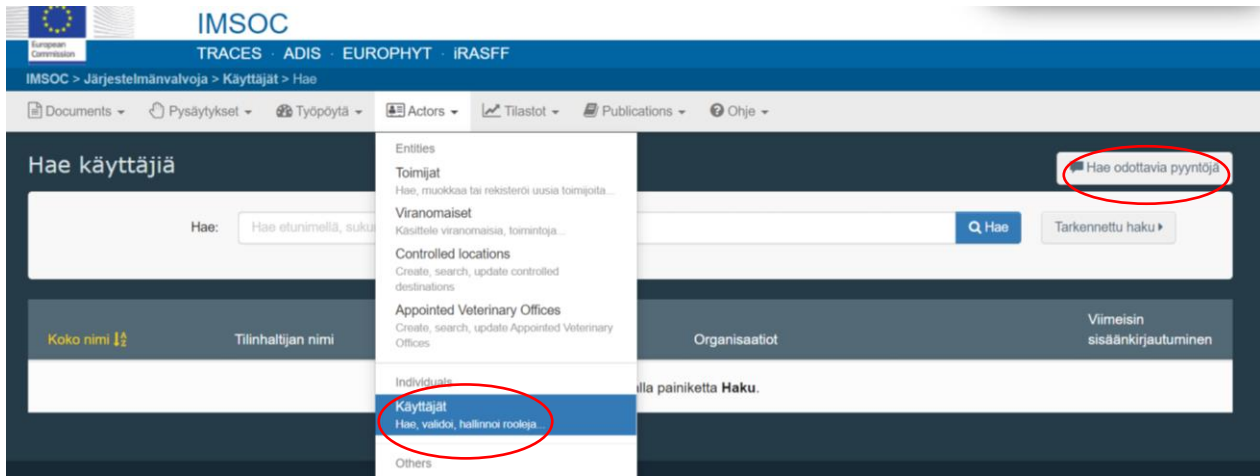 European
Commission
IMSOC
TRACES · ADIS · EUROPHYT · iRASFF
IMSOC > Järjestelmänvalvoja > Käyttäjät > Hae
Documents Pysäytykset Työpöytä Actors Tilastot Publications Ohje
Hae käyttäjiä
Hae odottavia pyyntöjä
Hae:
Hae etunimellä,
Hae
Tarkennettu haku
Entities
Toimijat
Hae, muokkaa tai rekisteröi uusia toimijoita...
Viranomaiset
Käsittele viranomaisia, toimintoja...
Controlled locations
Create, search, update controlled
destinations
Appointed Veterinary Offices
Create, search, update Appointed Veterinary
Offices
Individuals
Käyttäjät
Hae, validoi, hallinnoi rooleja...
Others
Koko nimi
Tilinhaltijan nimi
Organisaatiot
Viimeisin
sisäänkirjautuminen
painiketta Haku.